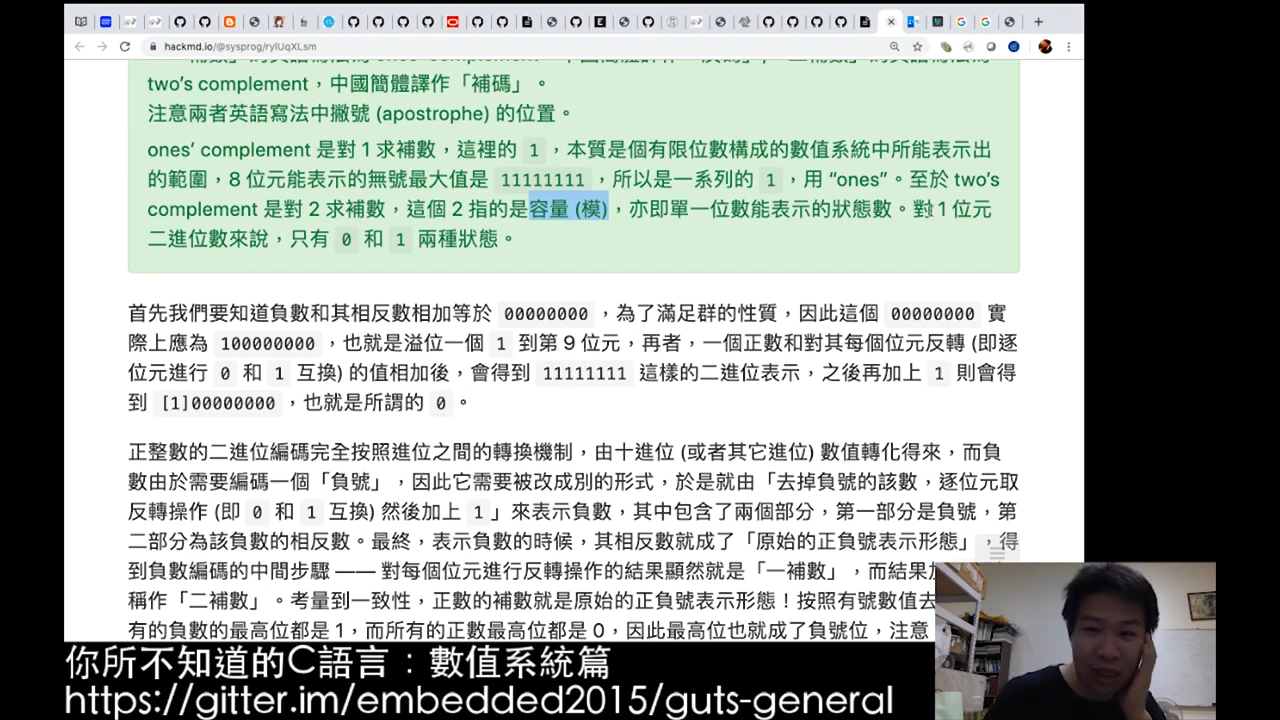 hackmd.io/@sysprog/rylUqXLsm
two's complement，中國簡體譯作「補碼」。
注意兩者英語寫法中撇號 (apostrophe) 的位置。
ones' complement 是對 1 求補數，這裡的 1 ，本質是個有限位數構成的數值系統中所能表示出
的範圍，8 位元能表示的無號最大值是 11111111 ，所以是一系列的 1 ，用 “ones”。至於 two's
complement 是對 2 求補數，這個 2 指的是容量 (模)，亦即單一位數能表示的狀態數。對 1 位元
二進位數來說，只有 0 和 1 兩種狀態。
首先我們要知道負數和其相反數相加等於 00000000 ，為了滿足群的性質，因此這個 00000000 實
際上應為 100000000 ，也就是溢位一個 1 到第 9 位元，再者，一個正數和對其每個位元反轉 (即逐
位元進行 0 和 1 互換) 的值相加後，會得到 11111111 這樣的二進位表示，之後再加上 1 則會得
到 [1]00000000 ，也就是所謂的 0 。
正整數的二進位編碼完全按照進位之間的轉換機制，由十進位 (或者其它進位) 數值轉化得來，而負
數由於需要編碼一個「負號」，因此它需要被改成別的形式，於是就由「去掉負號的該數，逐位元取
反轉操作 (即 0 和 1 互換) 然後加上 1 」來表示負數，其中包含了兩個部分，第一部分是負號，第
二部分為該負數的相反數。最終，表示負數的時候，其相反數就成了「原始的正負號表示形態」，得
到負數編碼的中間步驟 —— 對每個位元進行反轉操作的結果顯然就是「一補數」，而結果
稱作「二補數」。考量到一致性，正數的補數就是原始的正負號表示形態！按照有號數值去
有的負數的最高位都是 1，而所有的正數最高位都是 0，因此最高位也就成了負號位，注意
你所不知道的C語言：數值系統篇
https://gitter.im/embedded2015/guts-general